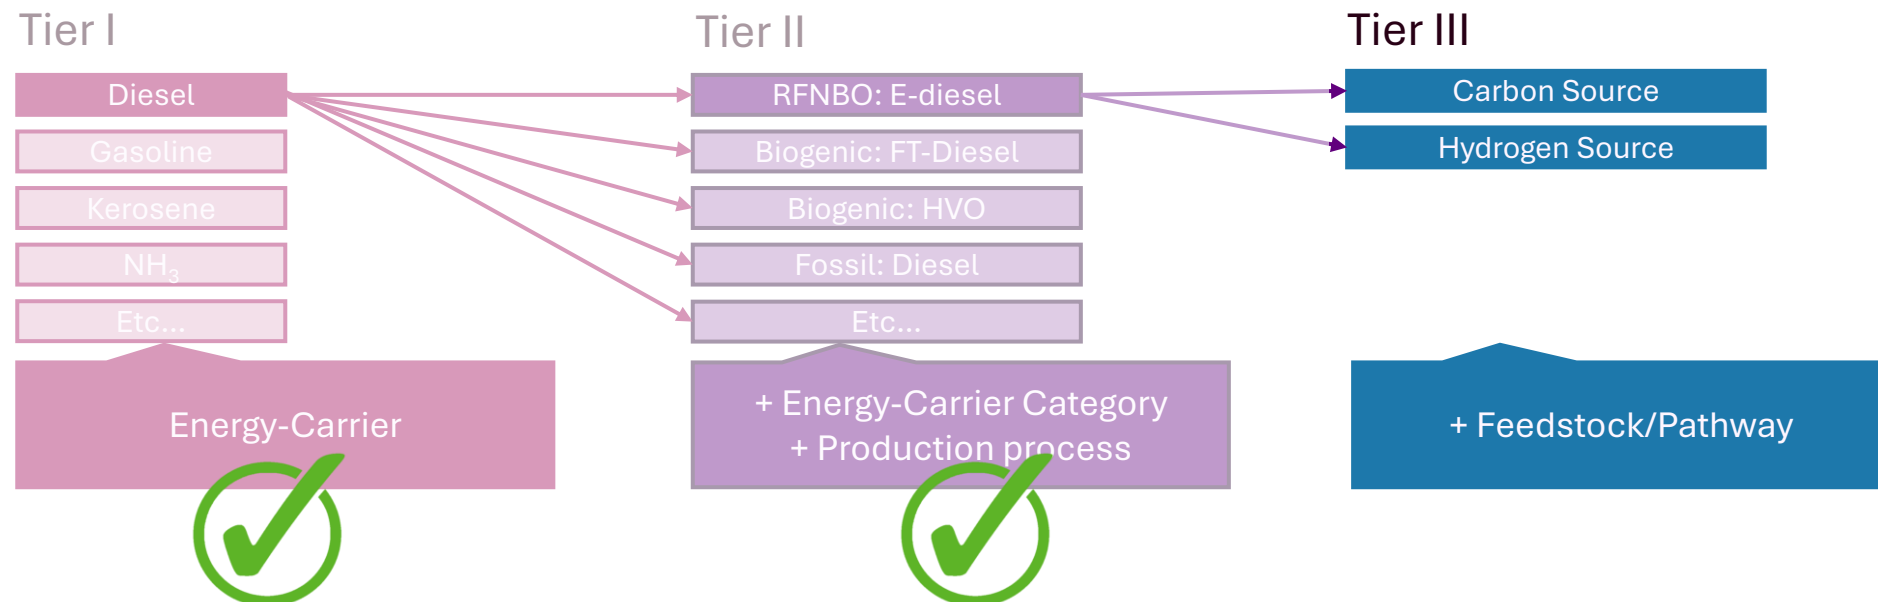 Tier I
Diesel
Gasoline
Kerosene
NH₃
Etc...
Energy-Carrier
Tier II
RFNBO: E-diesel
Biogenic: FT-Diesel
Biogenic: HVO
Fossil: Diesel
Etc...
+ Energy-Carrier Category
+ Production process
Tier III
Carbon Source
Hydrogen Source
+ Feedstock/Pathway